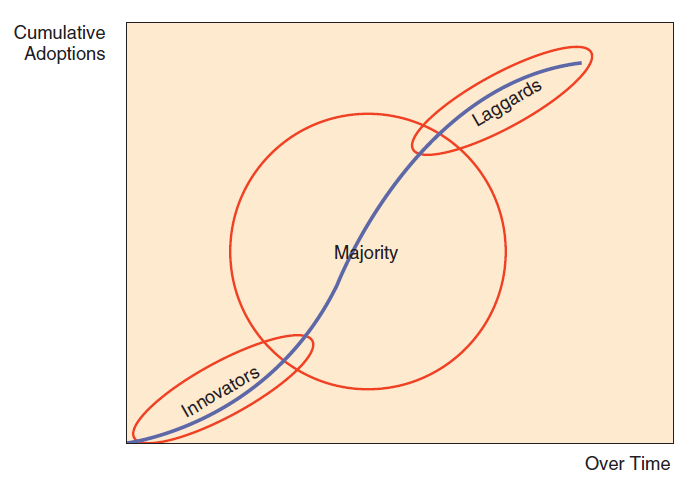 Cumulative
Adoptions
Laggards
Majority
Innovators
Over Time